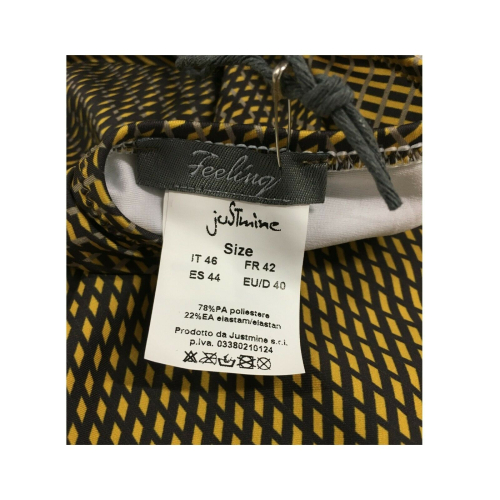 Feeling
jusTmine
Size
IT 46 FR 42
ES 44 EU/D 40
78%PA poliestere
22%EA elastam/elastan
Prodotto da Justmine s.r.l.
p.iva. 03380210124